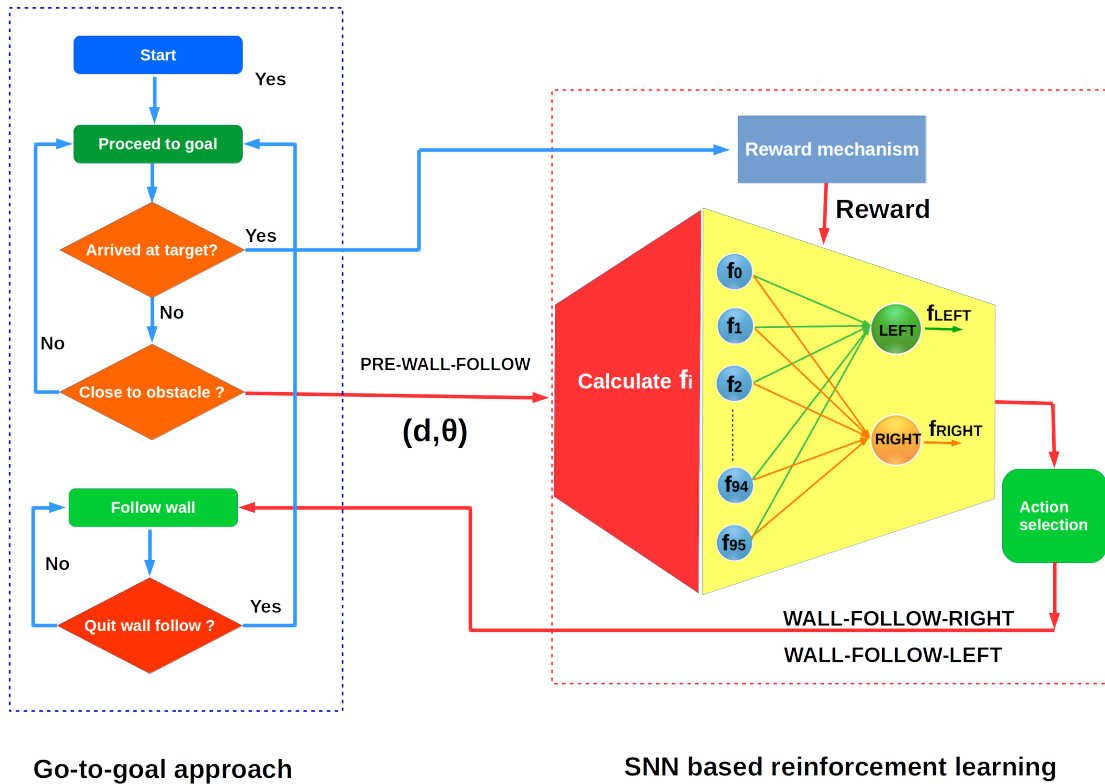 Start
Yes
Proceed to goal
Arrived at target?
Yes
No
No
Close to obstacle ?
PRE-WALL-FOLLOW
(d,θ)
Follow wall
No
Quit wall follow ?
Yes
Go-to-goal approach
Reward mechanism
Reward
Calculate fi
f0
f1
f2
f94
f95
LEFT
fLEFT
RIGHT
fRIGHT
Action
selection
WALL-FOLLOW-RIGHT
WALL-FOLLOW-LEFT
SNN based reinforcement learning